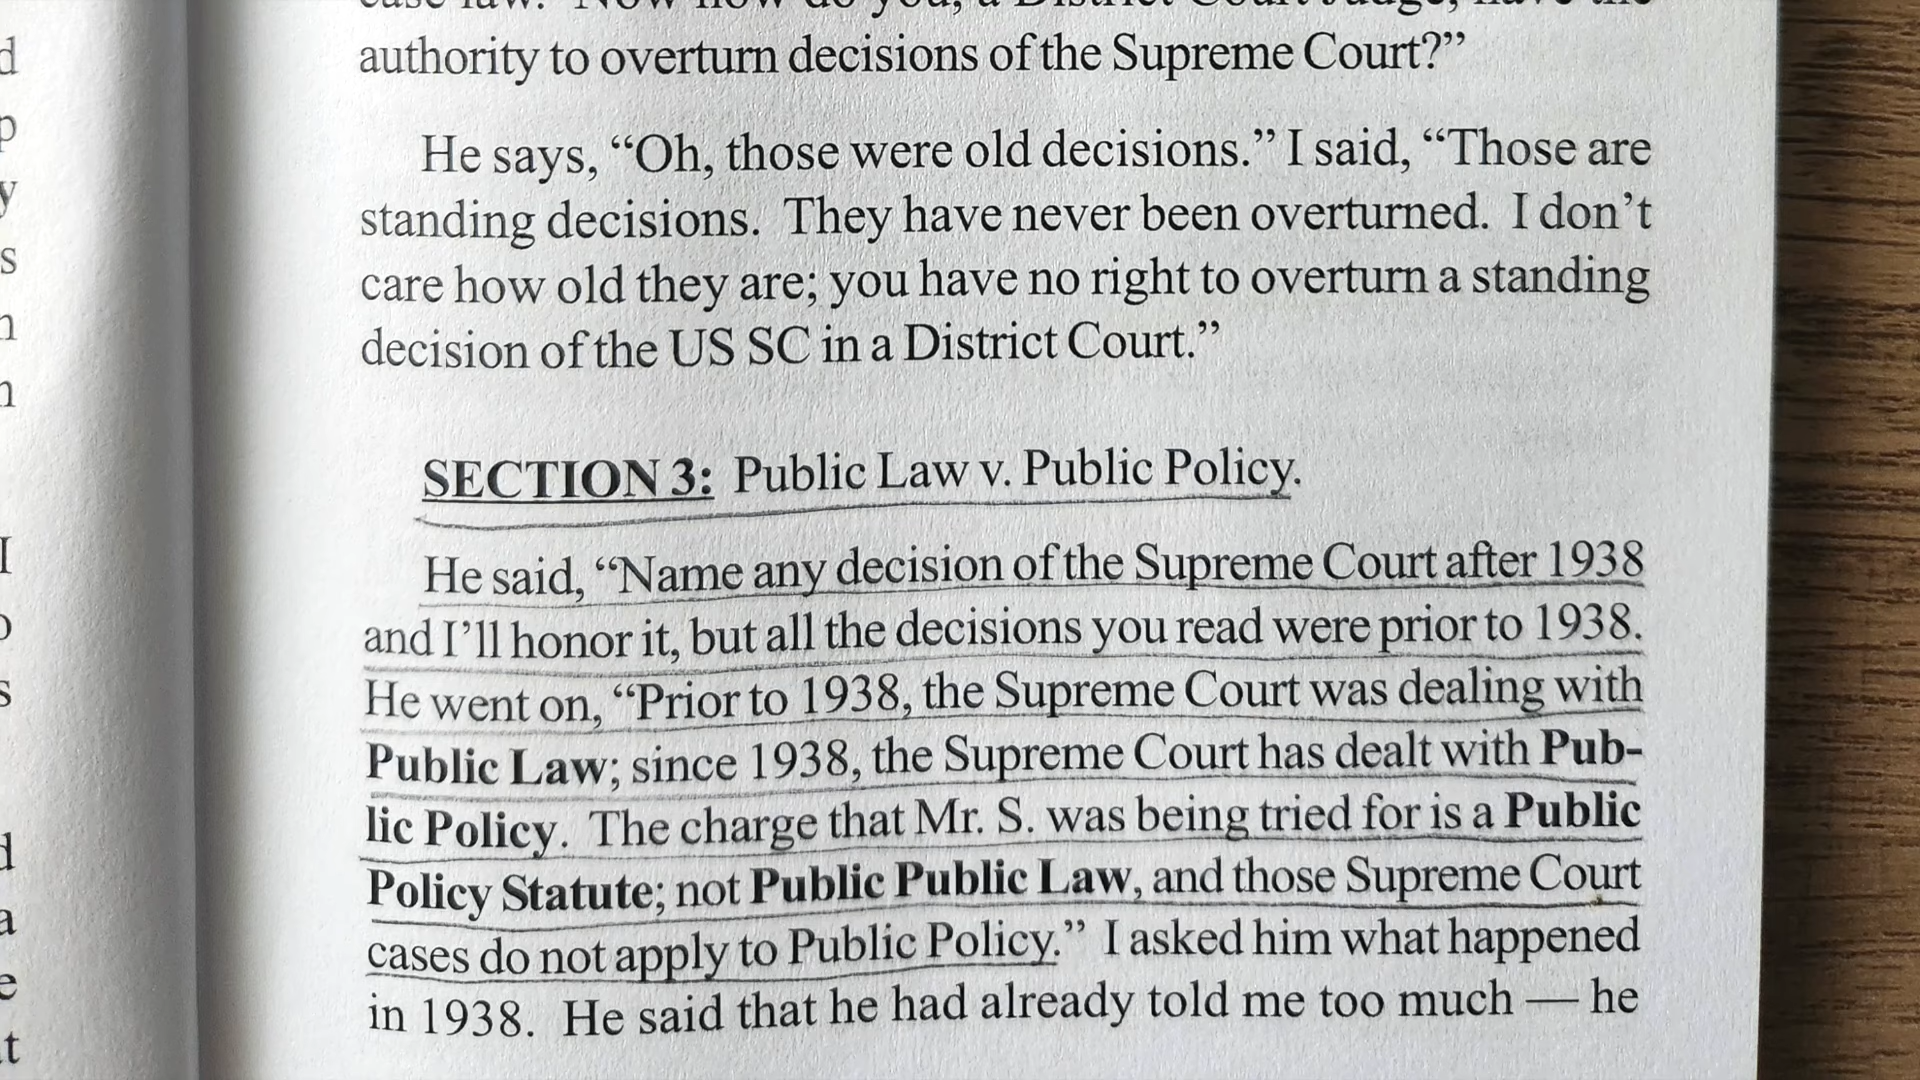 authority to overturn decisions of the Supreme Court?”
He says, “Oh, those were old decisions.” I said, “Those are
standing decisions. They have never been overturned. I don’t
care how old they are; you have no right to overturn a standing
decision of the US SC in a District Court.”
SECTION 3: Public Law v. Public Policy.
He said, “Name any decision of the Supreme Court after 1938
and I’ll honor it, but all the decisions you read were prior to 1938.
He went on, “Prior to 1938, the Supreme Court was dealing with
Public Law; since 1938, the Supreme Court has dealt with Pub-
lic Policy. The charge that Mr. S. was being tried for is a Public
Policy Statute; not Public Public Law, and those Supreme Court
cases do not apply to Public Policy.” I asked him what happened
in 1938. He said that he had already told me too much — he